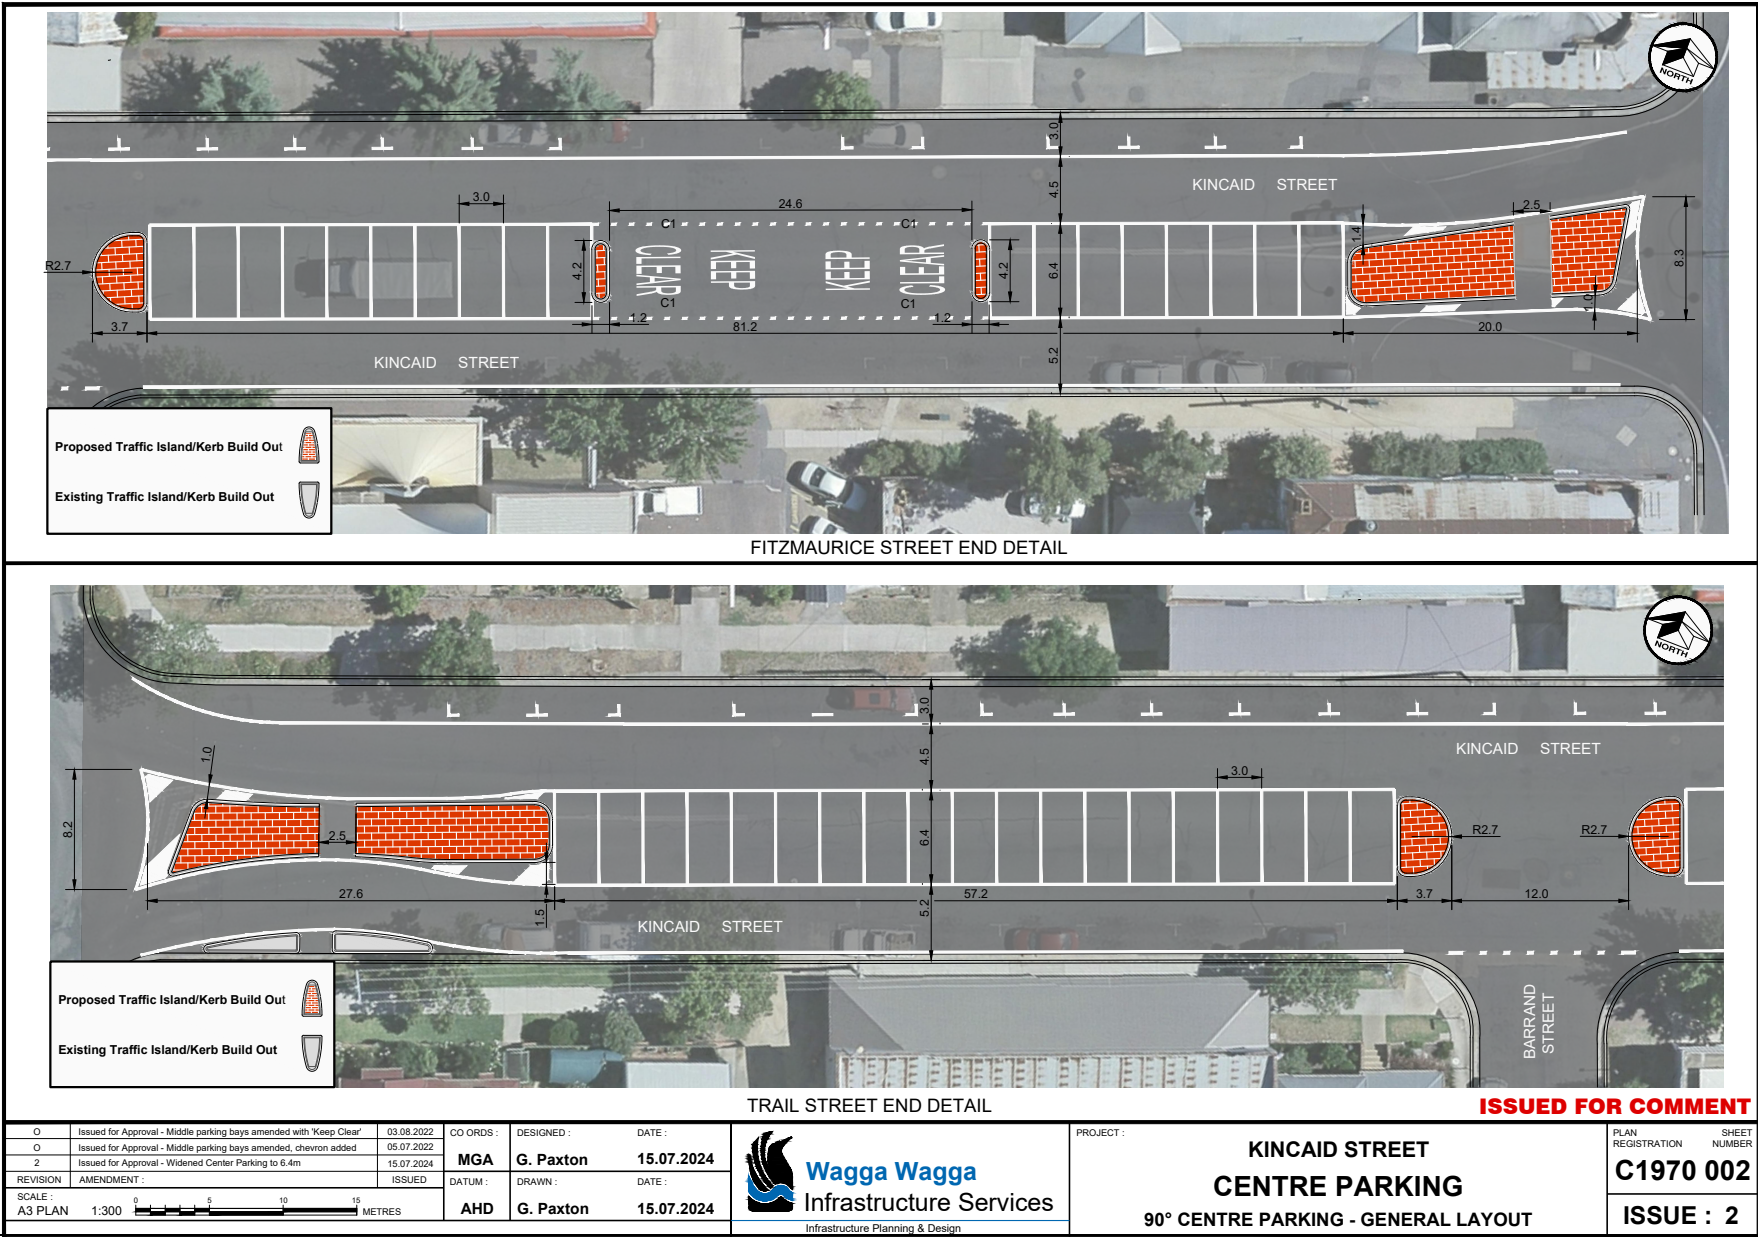 NORTH
3.0
KINCAID STREET
4.5
3.0
24.6
2.5
C1
C1
1.4
R2.7
4.2
CLEAR
KEEP
KEEP
CLEAR
4.2
6.4
8.3
C1
C1
1.0
3.7
1.2
81.2
1.2
20.0
5.2
KINCAID STREET
Proposed Traffic Island/Kerb Build Out
Existing Traffic Island/Kerb Build Out
FITZMAURICE STREET END DETAIL
NORTH
3.0
KINCAID STREET
1.0
4.5
3.0
8.2
2.5
6.4
R2.7
R2.7
27.6
57.2
3.7
12.0
1.5
5.2
KINCAID STREET
Proposed Traffic Island/Kerb Build Out
Existing Traffic Island/Kerb Build Out
BARRAND
STREET
TRAIL STREET END DETAIL
ISSUED FOR COMMENT
O Issued for Approval - Middle parking bays amended with 'Keep Clear' 03.08.2022
O Issued for Approval - Middle parking bays amended, chevron added 05.07.2022
2 Issued for Approval - Widened Center Parking to 6.4m 15.07.2024
REVISION AMENDMENT : ISSUED
SCALE :
A3 PLAN 1:300 0 5 10 15 METRES
CO ORDS :
MGA
DATUM :
AHD
DESIGNED : DATE :
G. Paxton 15.07.2024
DRAWN : DATE :
G. Paxton 15.07.2024
Wagga Wagga
Infrastructure Services
Infrastructure Planning & Design
PROJECT :
KINCAID STREET
CENTRE PARKING
90° CENTRE PARKING - GENERAL LAYOUT
PLAN REGISTRATION SHEET NUMBER
C1970 002
ISSUE : 2